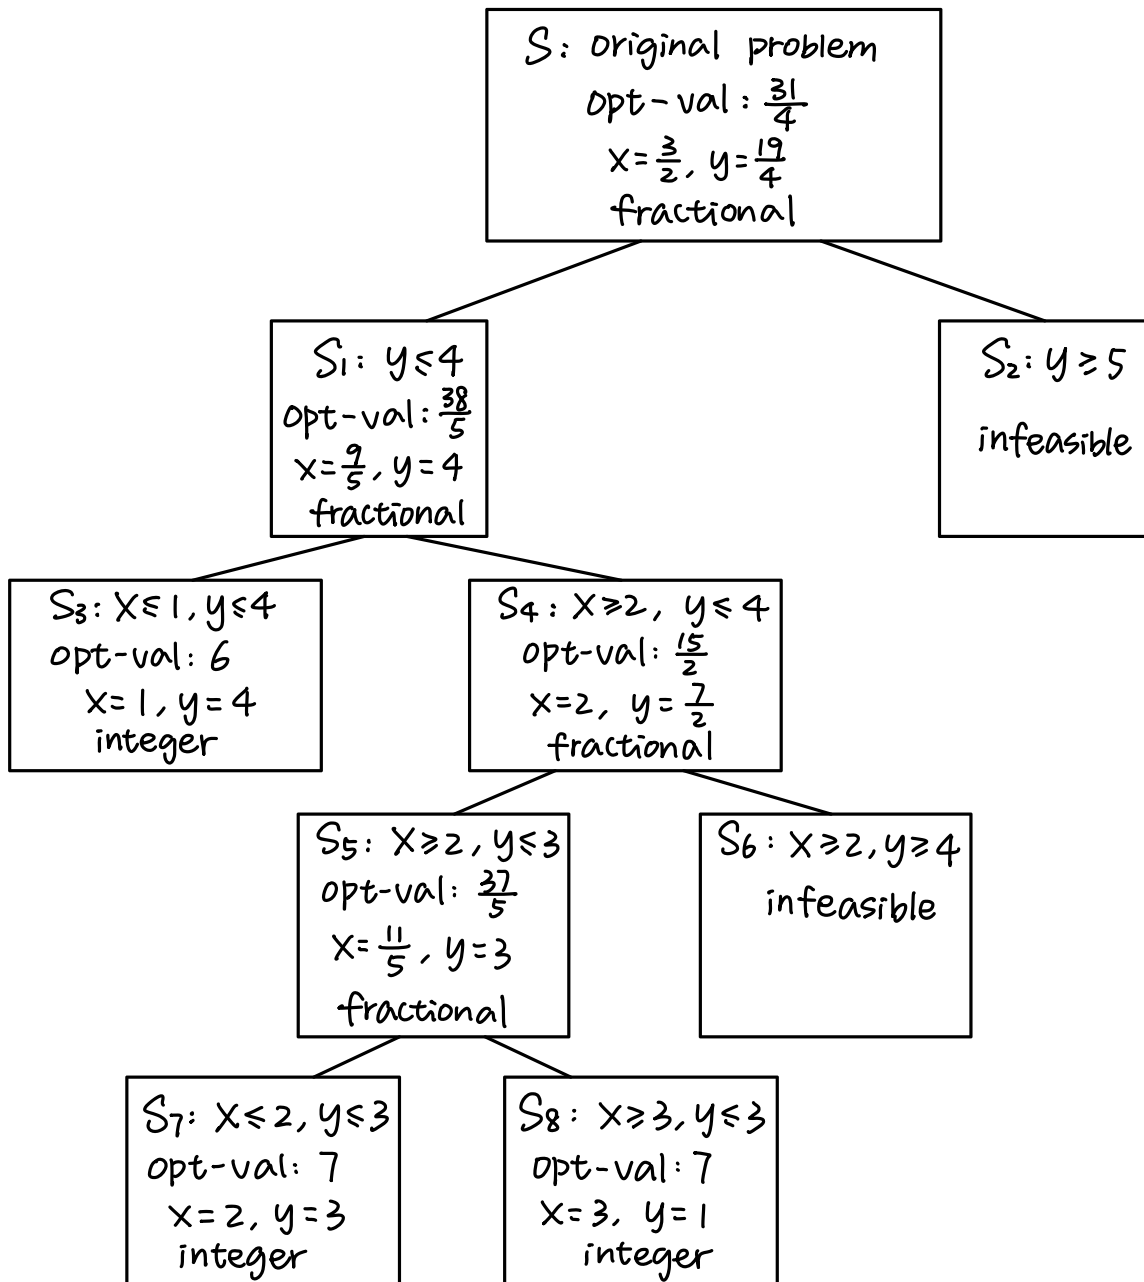 S: original problem
opt-val: 31/4
x=3/2, y=19/4
fractional
S1: y≤4
opt-val: 38/5
x=9/5, y=4
fractional
S2: y≥5
infeasible
S3: x≤1, y≤4
opt-val: 6
x=1, y=4
integer
S4: x≥2, y≤4
opt-val: 15/2
x=2, y=7/2
fractional
S5: x≥2, y≤3
opt-val: 37/5
x=11/5, y=3
fractional
S6: x≥2, y≥4
infeasible
S7: x≤2, y≤3
opt-val: 7
x=2, y=3
integer
S8: x≥3, y≤3
opt-val: 7
x=3, y=1
integer